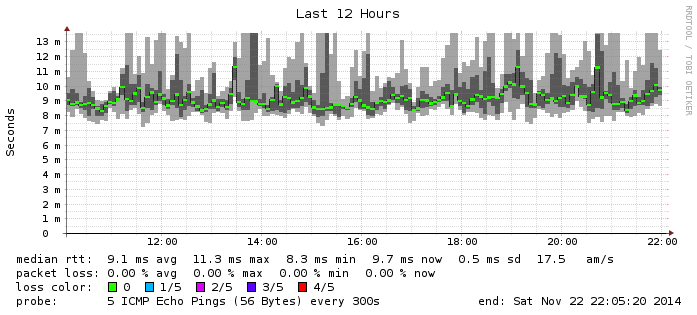 Last 12 Hours
RRDTOOL / TOBI OETIKER
Seconds
13 m
12 m
11 m
10 m
9 m
8 m
7 m
6 m
5 m
4 m
3 m
2 m
1 m
0
12:00 14:00 16:00 18:00 20:00 22:00
median rtt: 9.1 ms avg 11.3 ms max 8.3 ms min 9.7 ms now 0.5 ms sd 17.5 am/s
packet loss: 0.00 % avg 0.00 % max 0.00 % min 0.00 % now
loss color: 0 1/5 2/5 3/5 4/5
probe: 5 ICMP Echo Pings (56 Bytes) every 300s end: Sat Nov 22 22:05:20 2014